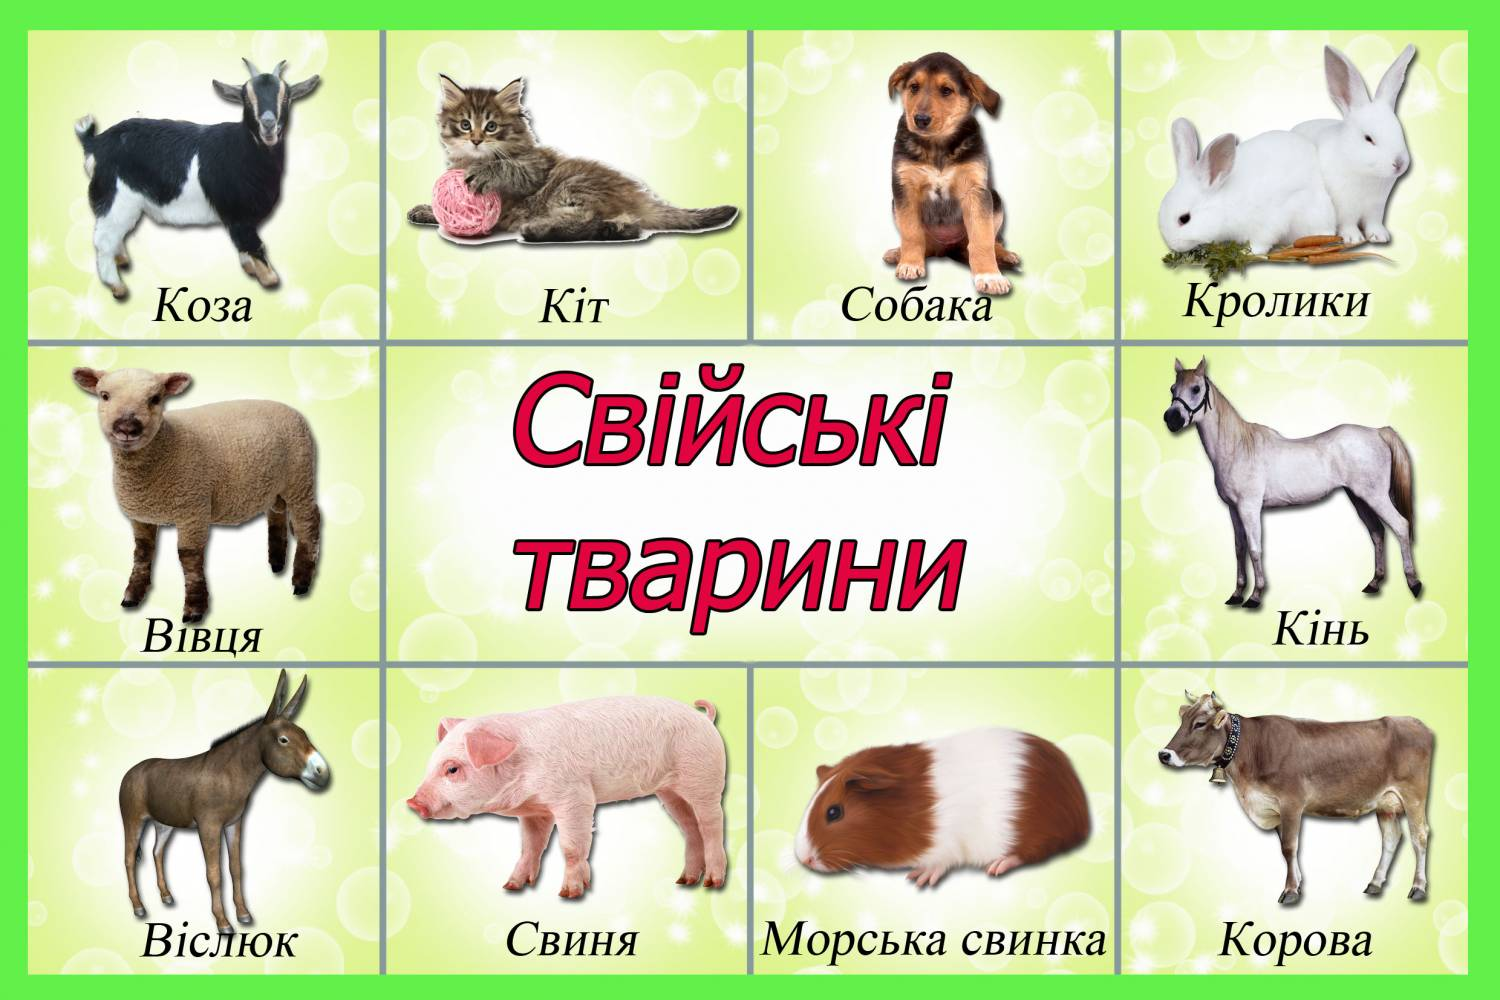 Коза
Кіт
Собака
Кролики
Вівця
Свійські
тварини
Кінь
Віслюк
Свиня
Морська свинка
Корова